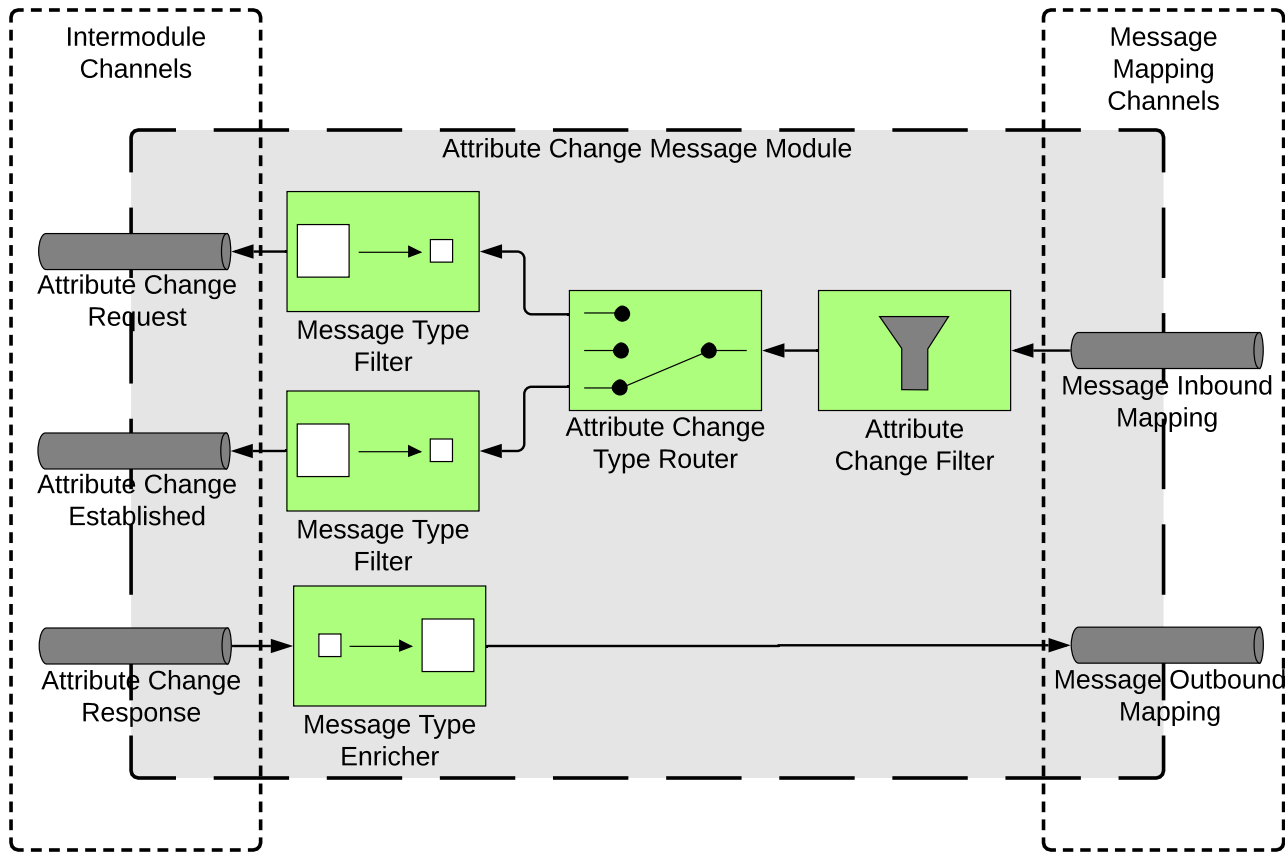 Intermodule
Channels
Message
Mapping
Channels
Attribute Change Message Module
Attribute Change
Request
Message Type
Filter
Attribute Change
Type Router
Attribute
Change Filter
Message Inbound
Mapping
Attribute Change
Established
Message Type
Filter
Attribute Change
Response
Message Type
Enricher
Message Outbound
Mapping